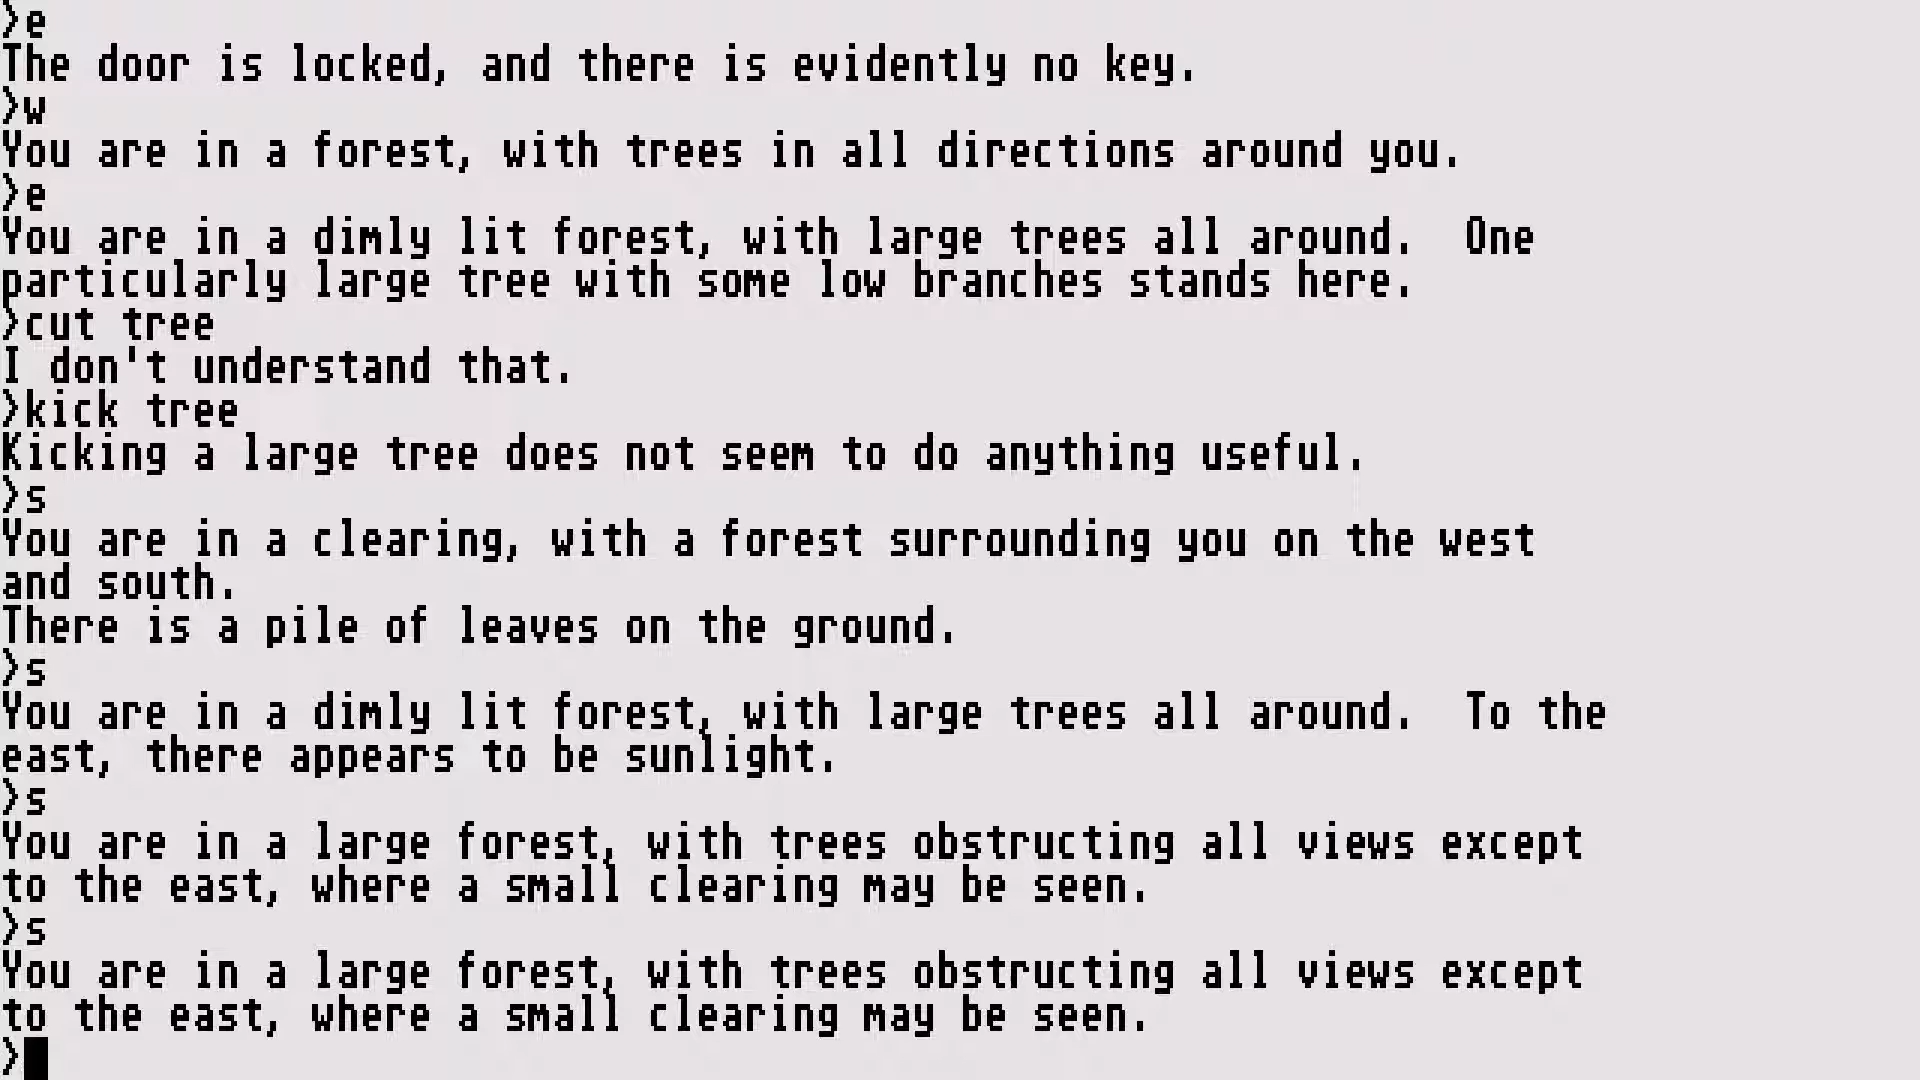 >e
The door is locked, and there is evidently no key.
>w
You are in a forest, with trees in all directions around you.
>e
You are in a dimly lit forest, with large trees all around.  One
particularly large tree with some low branches stands here.
>cut tree
I don't understand that.
>kick tree
Kicking a large tree does not seem to do anything useful.
>s
You are in a clearing, with a forest surrounding you on the west
and south.
There is a pile of leaves on the ground.
>s
You are in a dimly lit forest, with large trees all around.  To the
east, there appears to be sunlight.
>s
You are in a large forest, with trees obstructing all views except
to the east, where a small clearing may be seen.
>s
You are in a large forest, with trees obstructing all views except
to the east, where a small clearing may be seen.
>